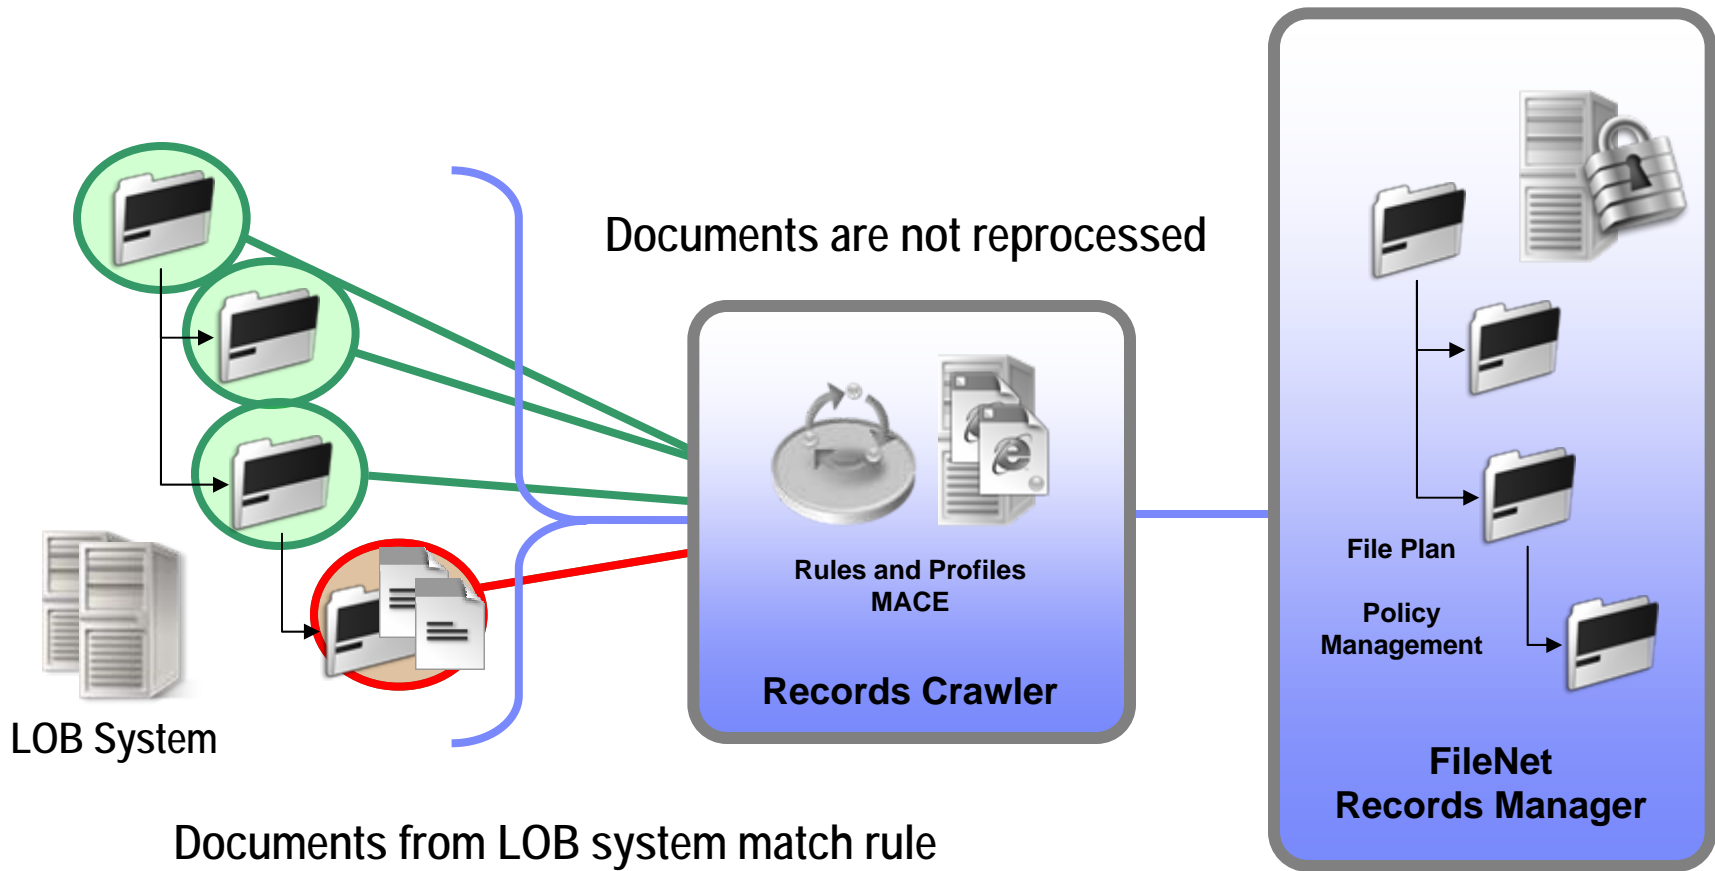 Documents are not reprocessed
Rules and Profiles
MACE
Records Crawler
LOB System
Documents from LOB system match rule
File Plan
Policy
Management
FileNet
Records Manager